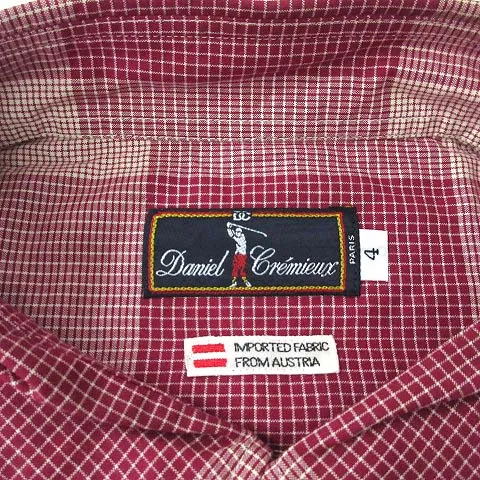 DC
Daniel Crémieux
PARIS
4
IMPORTED FABRIC
FROM AUSTRIA